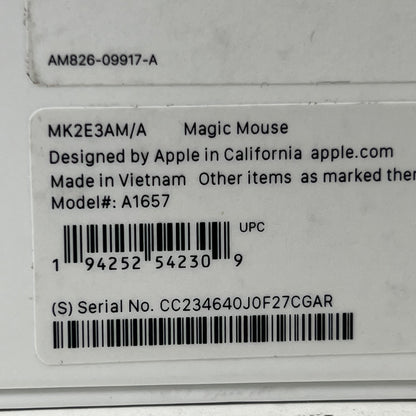 AM826-09917-A
MK2E3AM/A Magic Mouse
Designed by Apple in California apple.com
Made in Vietnam Other items as marked
Model#: A1657
UPC
1 94252 54230 9
(S) Serial No. CC234640J0F27CGAR